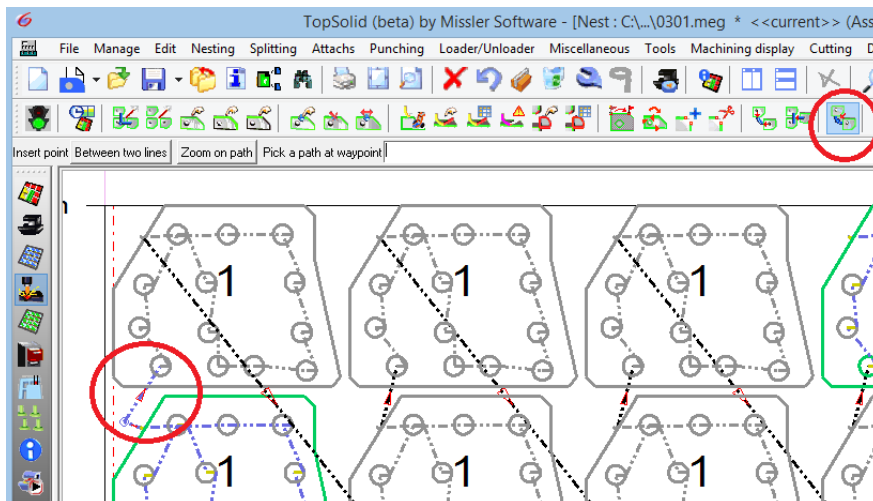 TopSolid (beta) by Missler Software - [Nest : C:\...\0301.meg * <<current>> (Ass
File Manage Edit Nesting Splitting Attachs Punching Loader/Unloader Miscellaneous Tools Machining display Cutting D
Insert point Between two lines Zoom on path Pick a path at waypoint
1 1 1
1 1 1